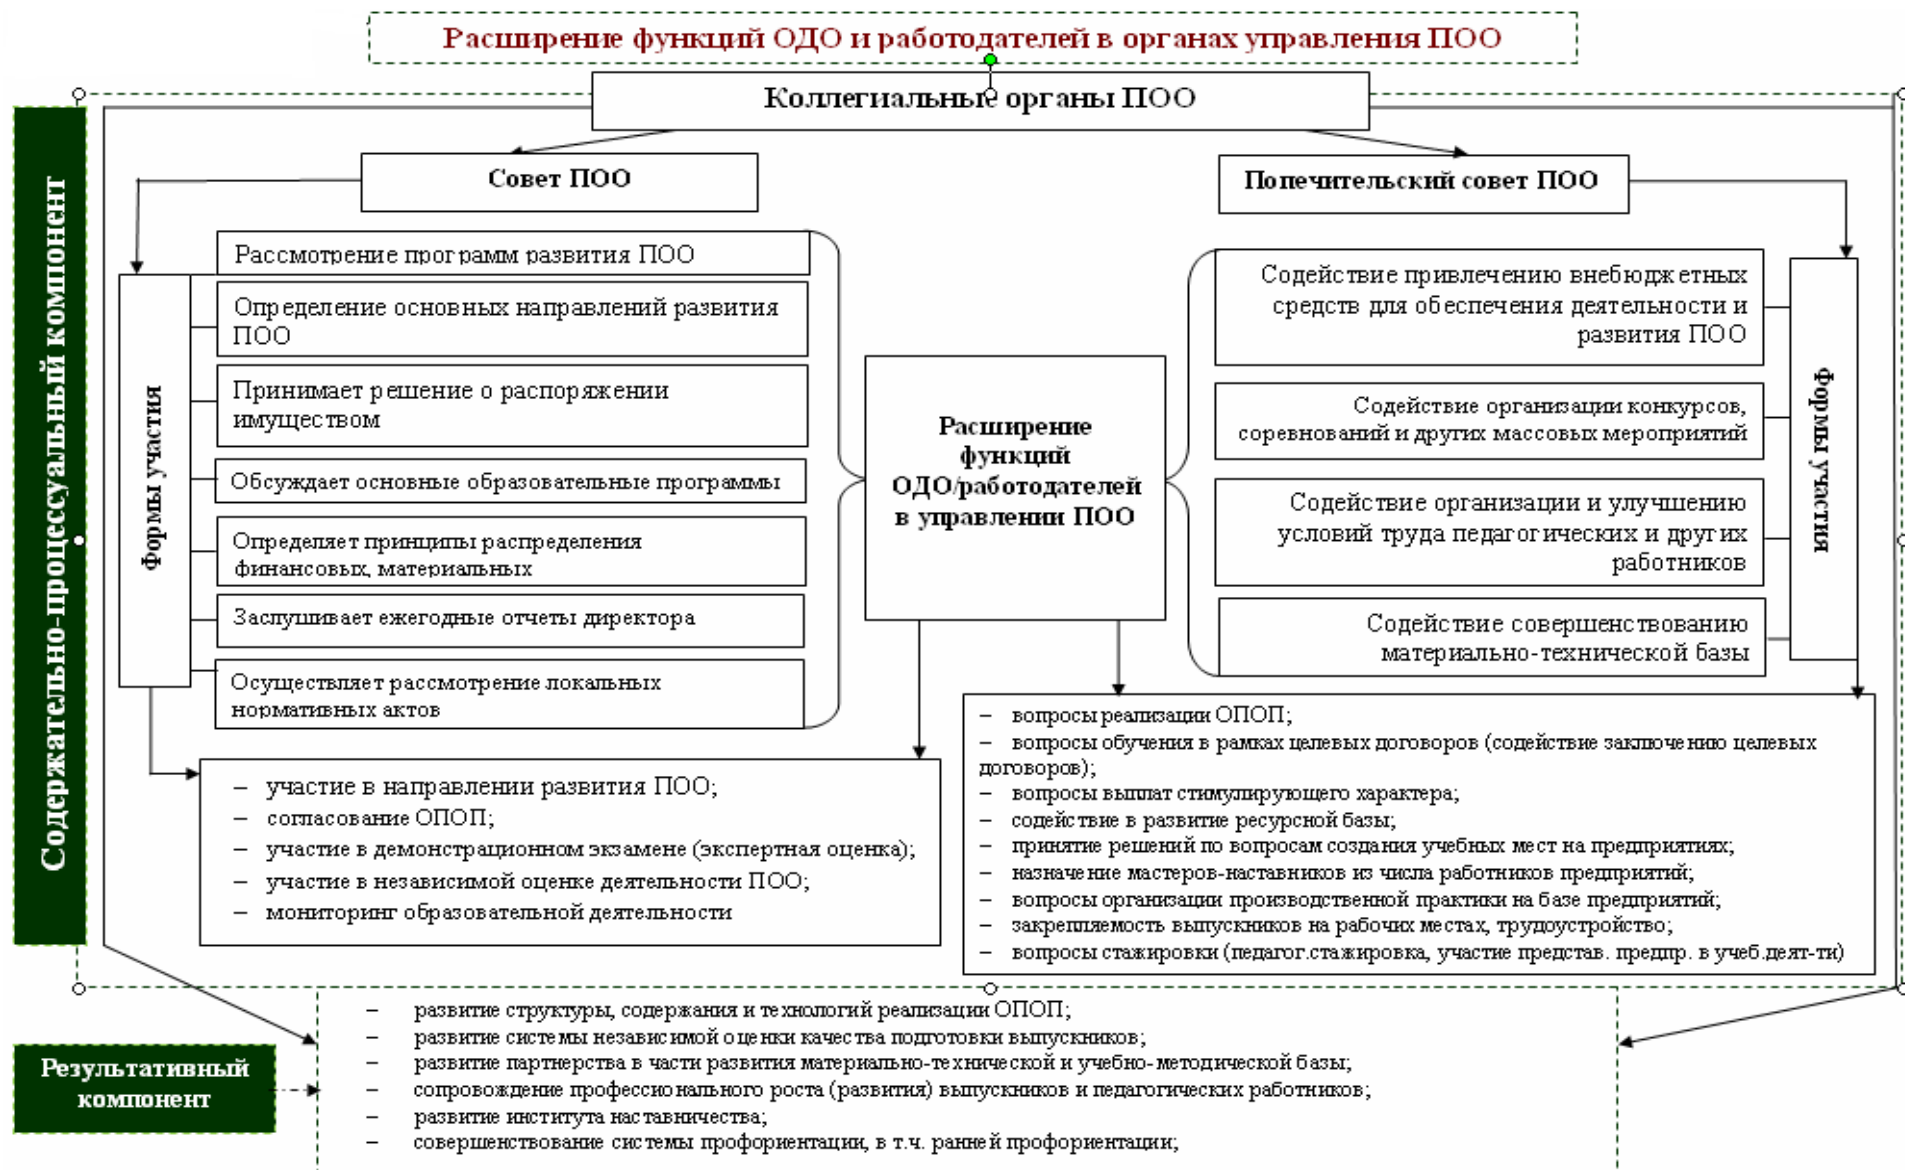 Расширение функций ОДО и работодателей в органах управления ПОО
Коллегиальные органы ПОО
Содержательно-процессуальный компонент
Совет ПОО
Попечительский совет ПОО
Формы участия
Рассмотрение программ развития ПОО
Определение основных направлений развития
ПОО
Принимает решение о распоряжении
имуществом
Обсуждает основные образовательные программы
Определяет принципы распределения
финансовых, материальных
Заслушивает ежегодные отчеты директора
Осуществляет рассмотрение локальных
нормативных актов
Расширение
функций
ОДО/работодателей
в управлении ПОО
Содействие привлечению внебюджетных
средств для обеспечения деятельности и
развития ПОО
Содействие организации конкурсов,
соревнований и других массовых мероприятий
Содействие организации и улучшению
условий труда педагогических и других
работников
Содействие совершенствованию
материально-технической базы
Формы участия
– участие в направлении развития ПОО;
– согласование ОПОП;
– участие в демонстрационном экзамене (экспертная оценка);
– участие в независимой оценке деятельности ПОО;
– мониторинг образовательной деятельности
– вопросы реализации ОПОП;
– вопросы обучения в рамках целевых договоров (содействие заключению целевых
договоров);
– вопросы выплат стимулирующего характера;
– содействие в развитие ресурсной базы;
– принятие решений по вопросам создания учебных мест на предприятиях;
– назначение мастеров-наставников из числа работников предприятий;
– вопросы организации производственной практики на базе предприятий;
– закрепляемость выпускников на рабочих местах, трудоустройство;
– вопросы стажировки (педагог.стажировка, участие представ. предпр. в учеб.деят-ти)
Результативный
компонент
– развитие структуры, содержания и технологий реализации ОПОП;
– развитие системы независимой оценки качества подготовки выпускников;
– развитие партнерства в части развития материально-технической и учебно-методической базы;
– сопровождение профессионального роста (развития) выпускников и педагогических работников;
– развитие института наставничества;
– совершенствование системы профориентации, в т.ч. ранней профориентации;